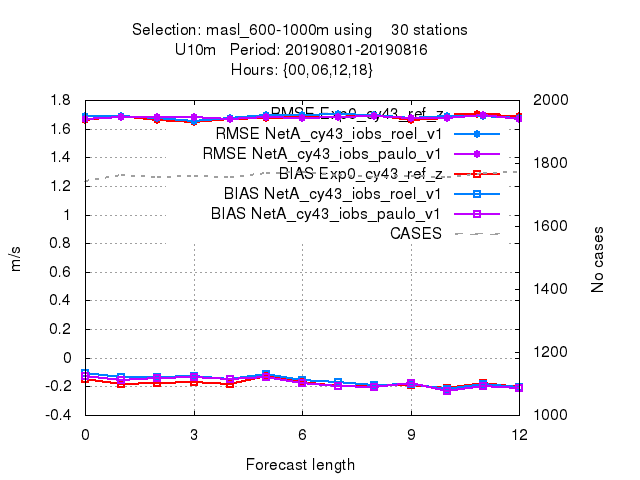 Selection: masl_600-1000m using 30 stations
U10m Period: 20190801-20190816
Hours: {00,06,12,18}
RMSE Exp0_cy43_ref_z
RMSE NetA_cy43_iobs_roel_v1
RMSE NetA_cy43_iobs_paulo_v1
BIAS Exp0_cy43_ref_z
BIAS NetA_cy43_iobs_roel_v1
BIAS NetA_cy43_iobs_paulo_v1
CASES
1.8
1.6
1.4
1.2
1
0.8
0.6
0.4
0.2
0
-0.2
-0.4
m/s
2000
1800
1600
1400
1200
1000
No cases
0 3 6 9 12
Forecast length